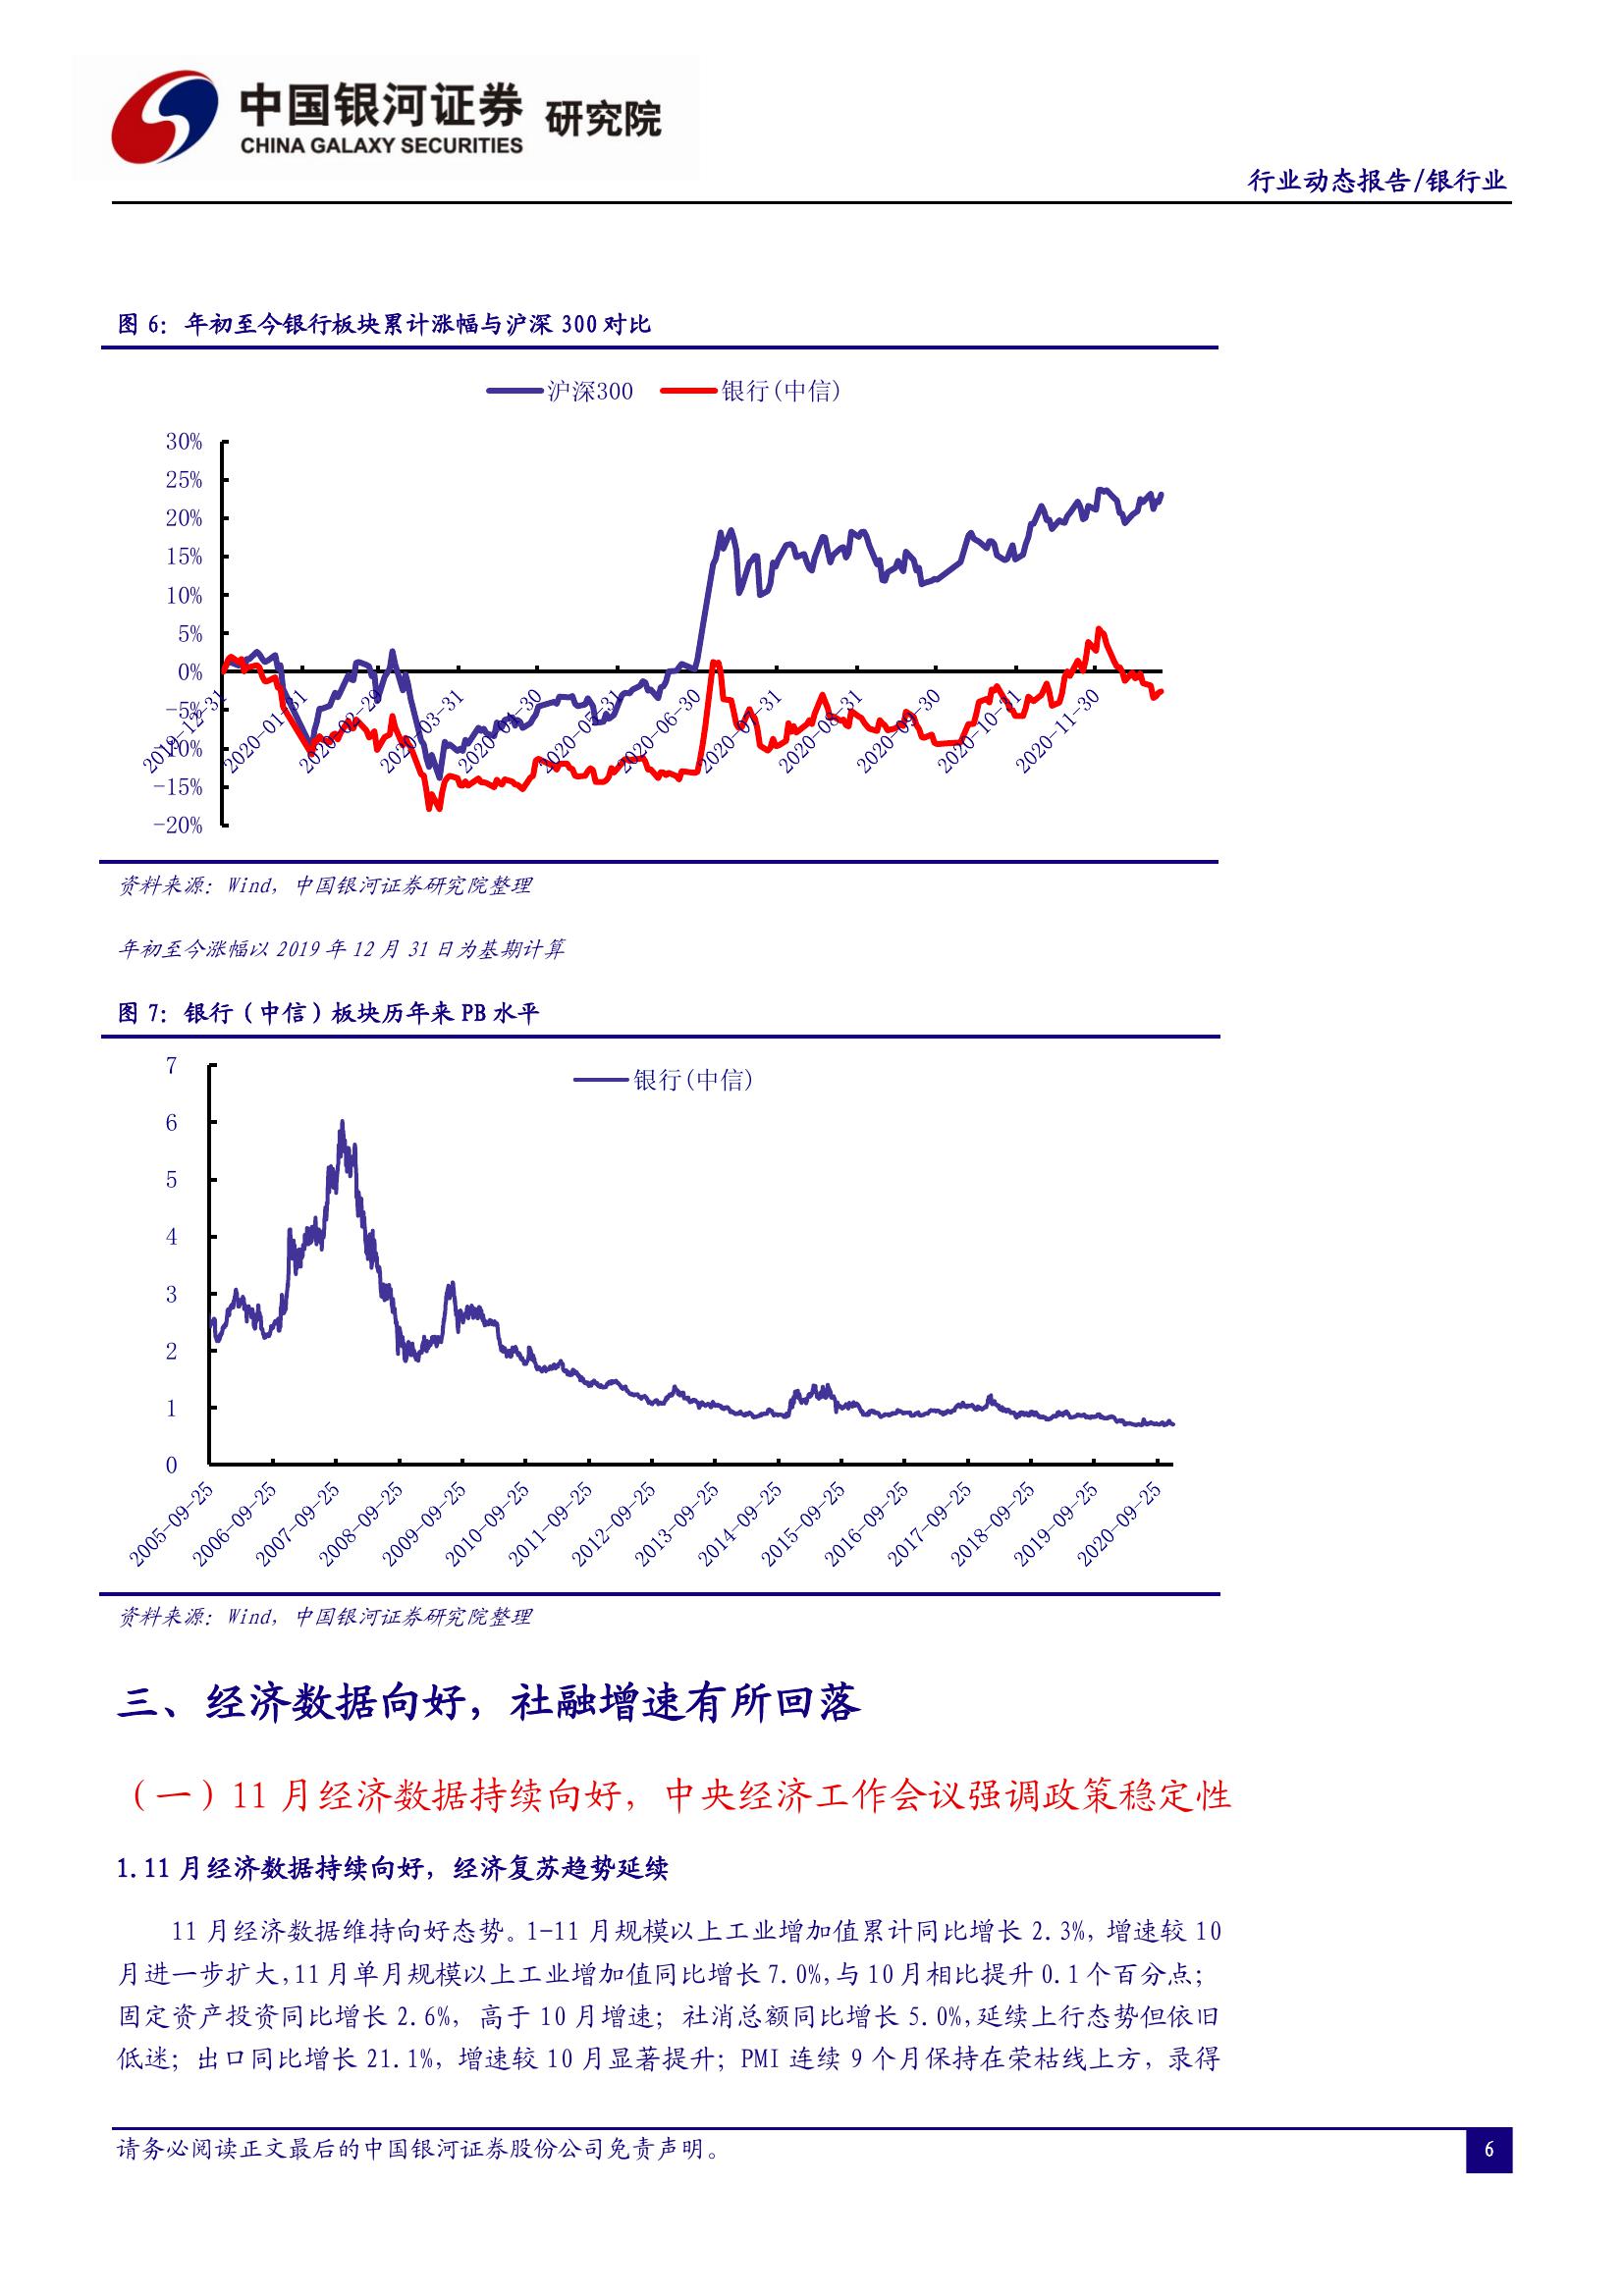 中国银河证券 研究院
CHINA GALAXY SECURITIES
行业动态报告/银行业
图 6：年初至今银行板块累计涨幅与沪深 300 对比
沪深300 银行(中信)
30%
25%
20%
15%
10%
5%
0%
-5%
-10%
-15%
-20%
2019-12-31
2020-01-31
2020-02-29
2020-03-31
2020-04-30
2020-05-31
2020-06-30
2020-07-31
2020-08-31
2020-09-30
2020-10-31
2020-11-30
资料来源：Wind，中国银河证券研究院整理
年初至今涨幅以 2019 年 12 月 31 日为基期计算
图 7：银行（中信）板块历年来 PB 水平
银行(中信)
7
6
5
4
3
2
1
0
2005-09-25
2006-09-25
2007-09-25
2008-09-25
2009-09-25
2010-09-25
2011-09-25
2012-09-25
2013-09-25
2014-09-25
2015-09-25
2016-09-25
2017-09-25
2018-09-25
2019-09-25
2020-09-25
资料来源：Wind，中国银河证券研究院整理
三、经济数据向好，社融增速有所回落
（一）11 月经济数据持续向好，中央经济工作会议强调政策稳定性
1.11 月经济数据持续向好，经济复苏趋势延续
11 月经济数据维持向好态势。1-11 月规模以上工业增加值累计同比增长 2.3%，增速较 10
月进一步扩大，11 月单月规模以上工业增加值同比增长 7.0%，与 10 月相比提升 0.1 个百分点；
固定资产投资同比增长 2.6%，高于 10 月增速；社消总额同比增长 5.0%，延续上行态势但依旧
低迷；出口同比增长 21.1%，增速较 10 月显著提升；PMI 连续 9 个月保持在荣枯线上方，录得
请务必阅读正文最后的中国银河证券股份公司免责声明。
6